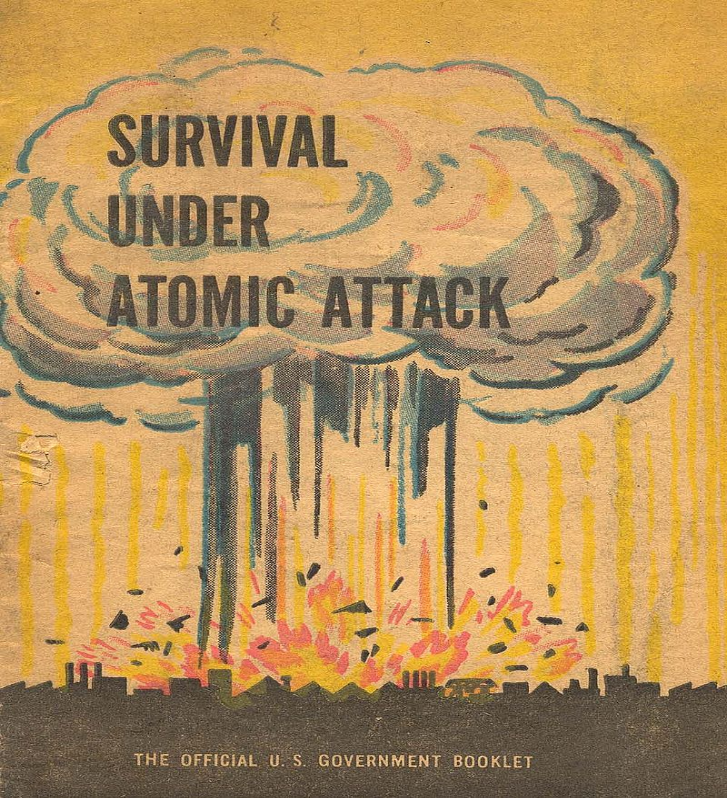 SURVIVAL
UNDER
ATOMIC ATTACK
THE OFFICIAL U.S. GOVERNMENT BOOKLET